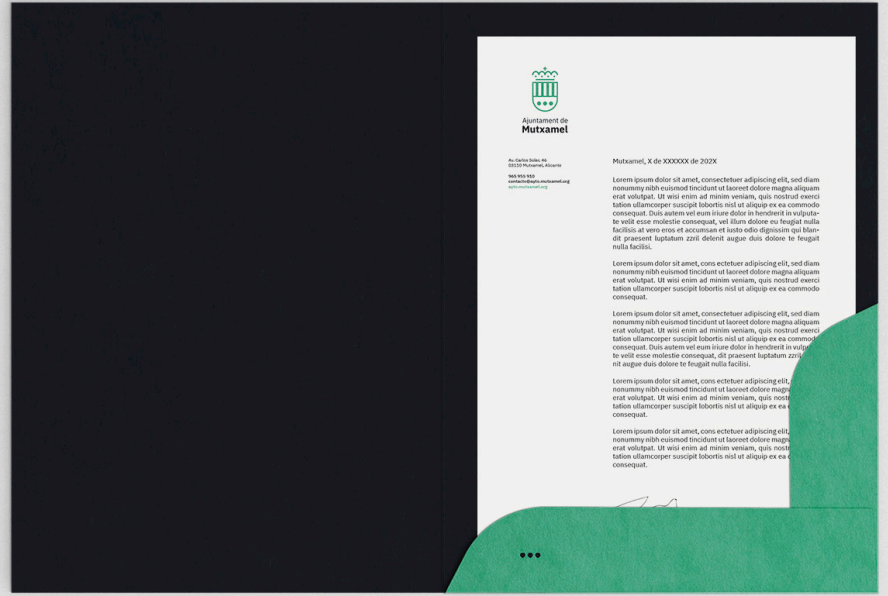 Ajuntament de
Mutxamel
Av. Carlos Soler, 46
03110 Mutxamel, Alicante
965 955 910
contacto@ayto.mutxamel.org
ayto.mutxamel.org
Mutxamel, X de XXXXXX de 202X
Lorem ipsum dolor sit amet, consectetuer adipiscing elit, sed diam
nonummy nibh euismod tincidunt ut laoreet dolore magna aliquam
erat volutpat. Ut wisi enim ad minim veniam, quis nostrud exerci
tation ullamcorper suscipit lobortis nisl ut aliquip ex ea commodo
consequat. Duis autem vel eum iriure dolor in hendrerit in vulputa-
te velit esse molestie consequat, vel illum dolore eu feugiat nulla
facilisis at vero eros et accumsan et iusto odio dignissim qui blan-
dit praesent luptatum zzril delenit augue duis dolore te feugait
nulla facilisi.
Lorem ipsum dolor sit amet, cons ectetuer adipiscing elit, sed diam
nonummy nibh euismod tincidunt ut laoreet dolore magna aliquam
erat volutpat. Ut wisi enim ad minim veniam, quis nostrud exerci
tation ullamcorper suscipit lobortis nisl ut aliquip ex ea commodo
consequat.
Lorem ipsum dolor sit amet, consectetuer adipiscing elit, sed diam
nonummy nibh euismod tincidunt ut laoreet dolore magna aliquam
erat volutpat. Ut wisi enim ad minim veniam, quis nostrud exerci
tation ullamcorper suscipit lobortis nisl ut aliquip ex ea commod
consequat. Duis autem vel eum iriure dolor in hendrerit in vulp
te velit esse molestie consequat, dit praesent luptatum zzril
nit augue duis dolore te feugait nulla facilisi.
Lorem ipsum dolor sit amet, cons ectetuer adipiscing elit,
nonummy nibh euismod tincidunt ut laoreet dolore magn
erat volutpat. Ut wisi enim ad minim veniam, quis nost
tation ullamcorper suscipit lobortis nisl ut aliquip ex ea
consequat.
Lorem ipsum dolor sit amet, cons ectetuer adipiscing elit,
nonummy nibh euismod tincidunt ut laoreet dolore magn
erat volutpat. Ut wisi enim ad minim veniam, quis nost
tation ullamcorper suscipit lobortis nisl ut aliquip ex ea
consequat.